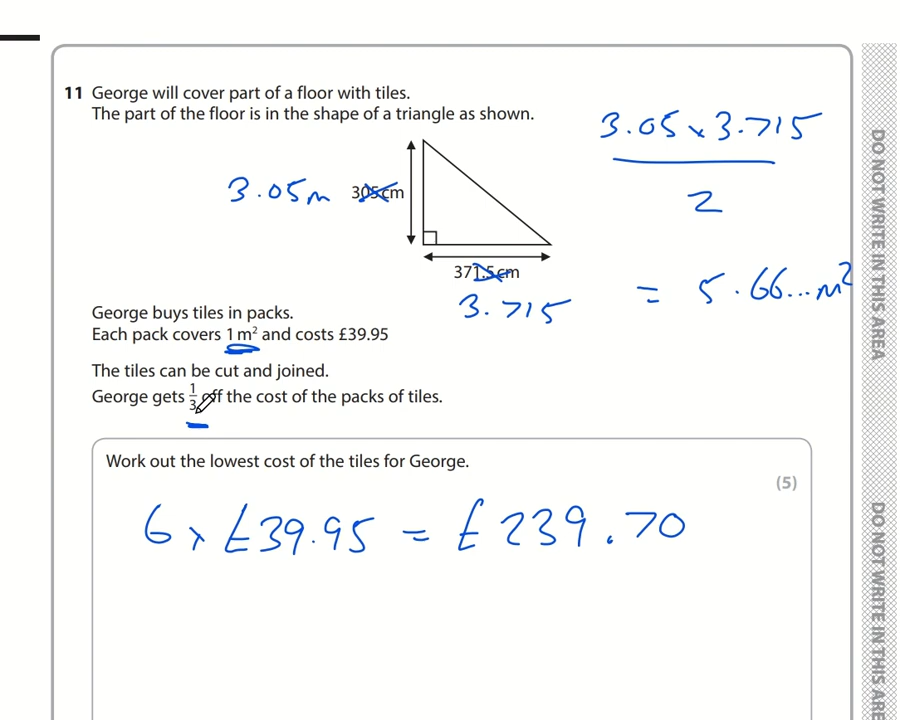 11 George will cover part of a floor with tiles.
The part of the floor is in the shape of a triangle as shown.
3.05 x 3.715
2
3.05m 305cm
371.5cm
3.715
= 5.66...m²
George buys tiles in packs.
Each pack covers 1 m² and costs £39.95
The tiles can be cut and joined.
George gets 1/3 off the cost of the packs of tiles.
Work out the lowest cost of the tiles for George.
(5)
6 x £39.95 = £239.70
DO NOT WRITE IN THIS AREA
DO NOT WRITE IN THIS ARE